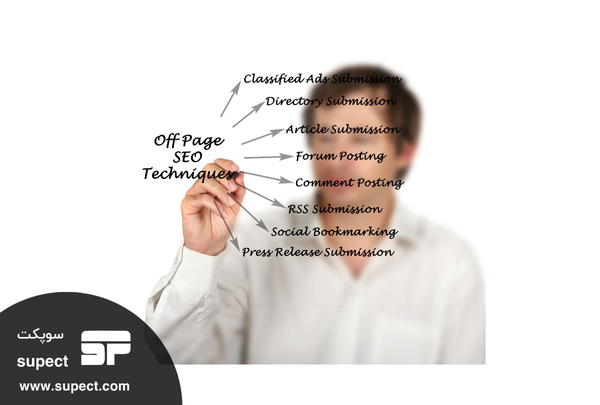 Classified Ads Submission
Directory Submission
Off Page
SEO
Techniques
Article Submission
Forum Posting
Comment Posting
RSS Submission
Social Bookmarking
Press Release Submission
سوپکت
supect
SP
www.supect.com